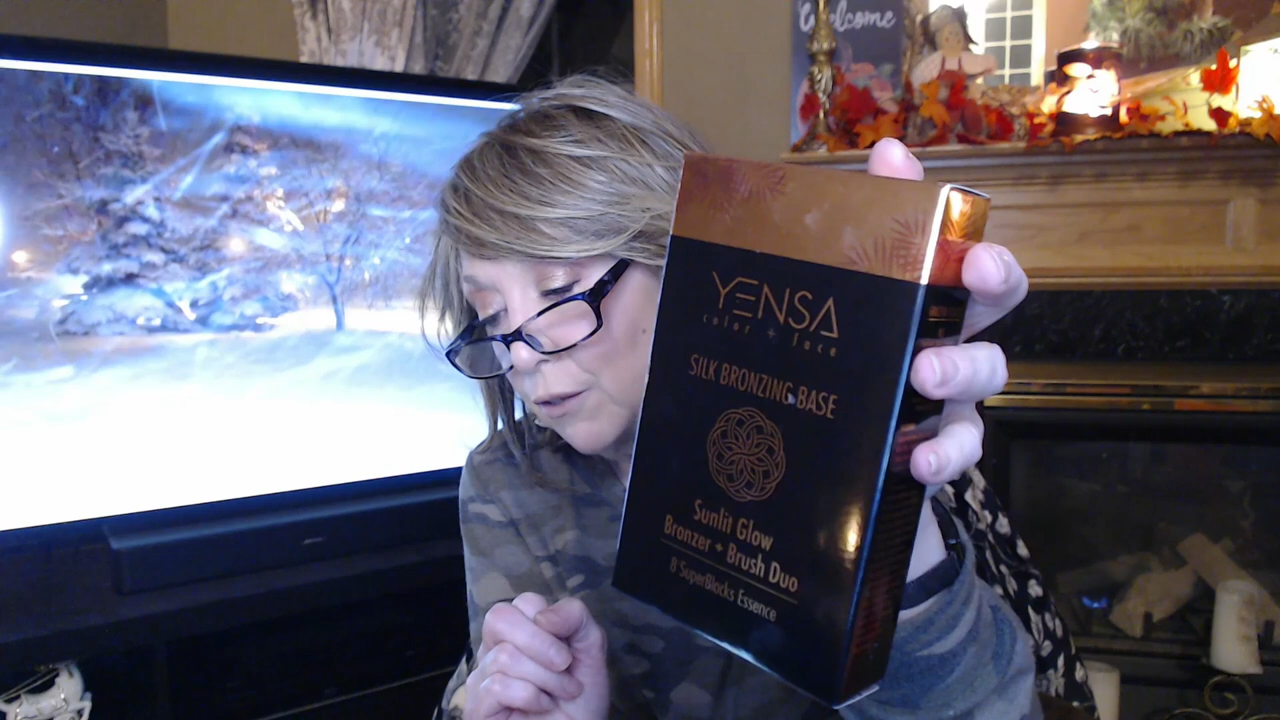 Welcome
YENSA
color + face
SILK BRONZING BASE
Sunlit Glow
Bronzer + Brush Duo
8 SuperBlacks Essence